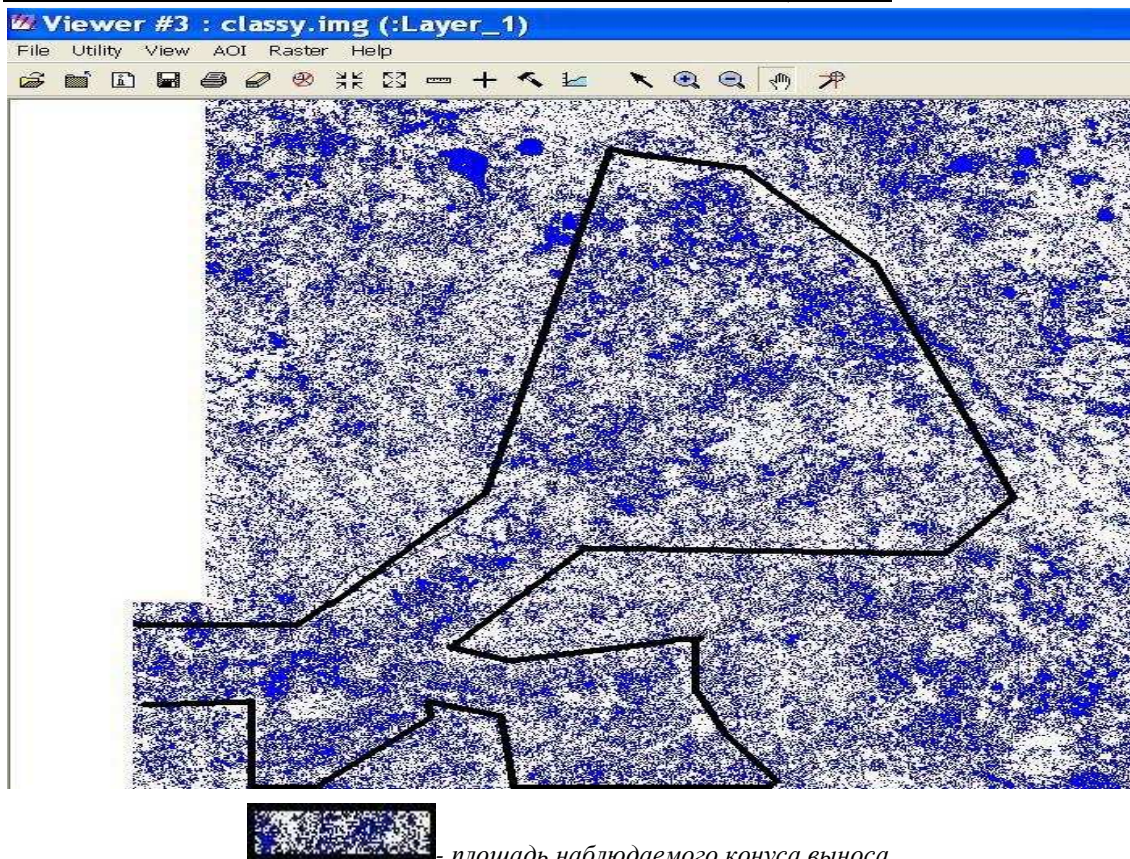 Viewer #3 : classy.img (:Layer_1)
File Utility View AOI Raster Help
- площадь наблюдаемого конуса выноса